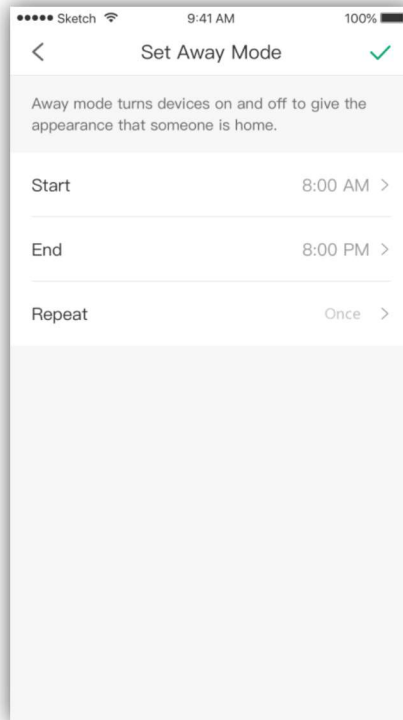 Sketch 9:41 AM 100%
Set Away Mode
Away mode turns devices on and off to give the
appearance that someone is home.
Start 8:00 AM
End 8:00 PM
Repeat Once